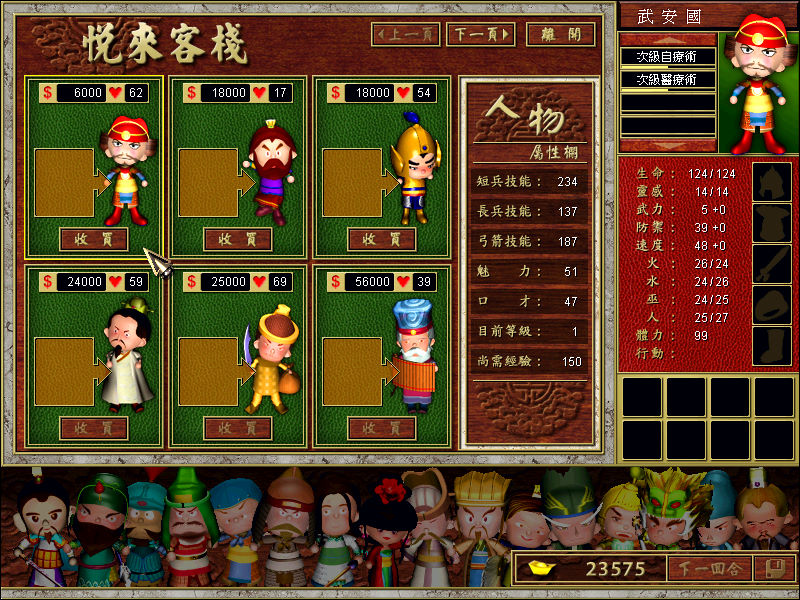 悅來客棧
上一頁
下一頁
離開
$ 6000 62
$ 18000 17
$ 18000 54
收買
收買
收買
$ 24000 59
$ 25000 69
$ 56000 39
收買
收買
收買
人物
屬性欄
短兵技能： 234
長兵技能： 137
弓箭技能： 187
魅力： 51
口才： 47
目前等級： 1
尚需經驗： 150
武安國
次級自療術
次級醫療術
生命： 124/124
靈感： 14/14
武力： 5 +0
防禦： 39 +0
速度： 48 +0
火： 26/24
水： 24/26
巫： 24/25
人： 25/27
體力： 99
行動：
23575
下一回合